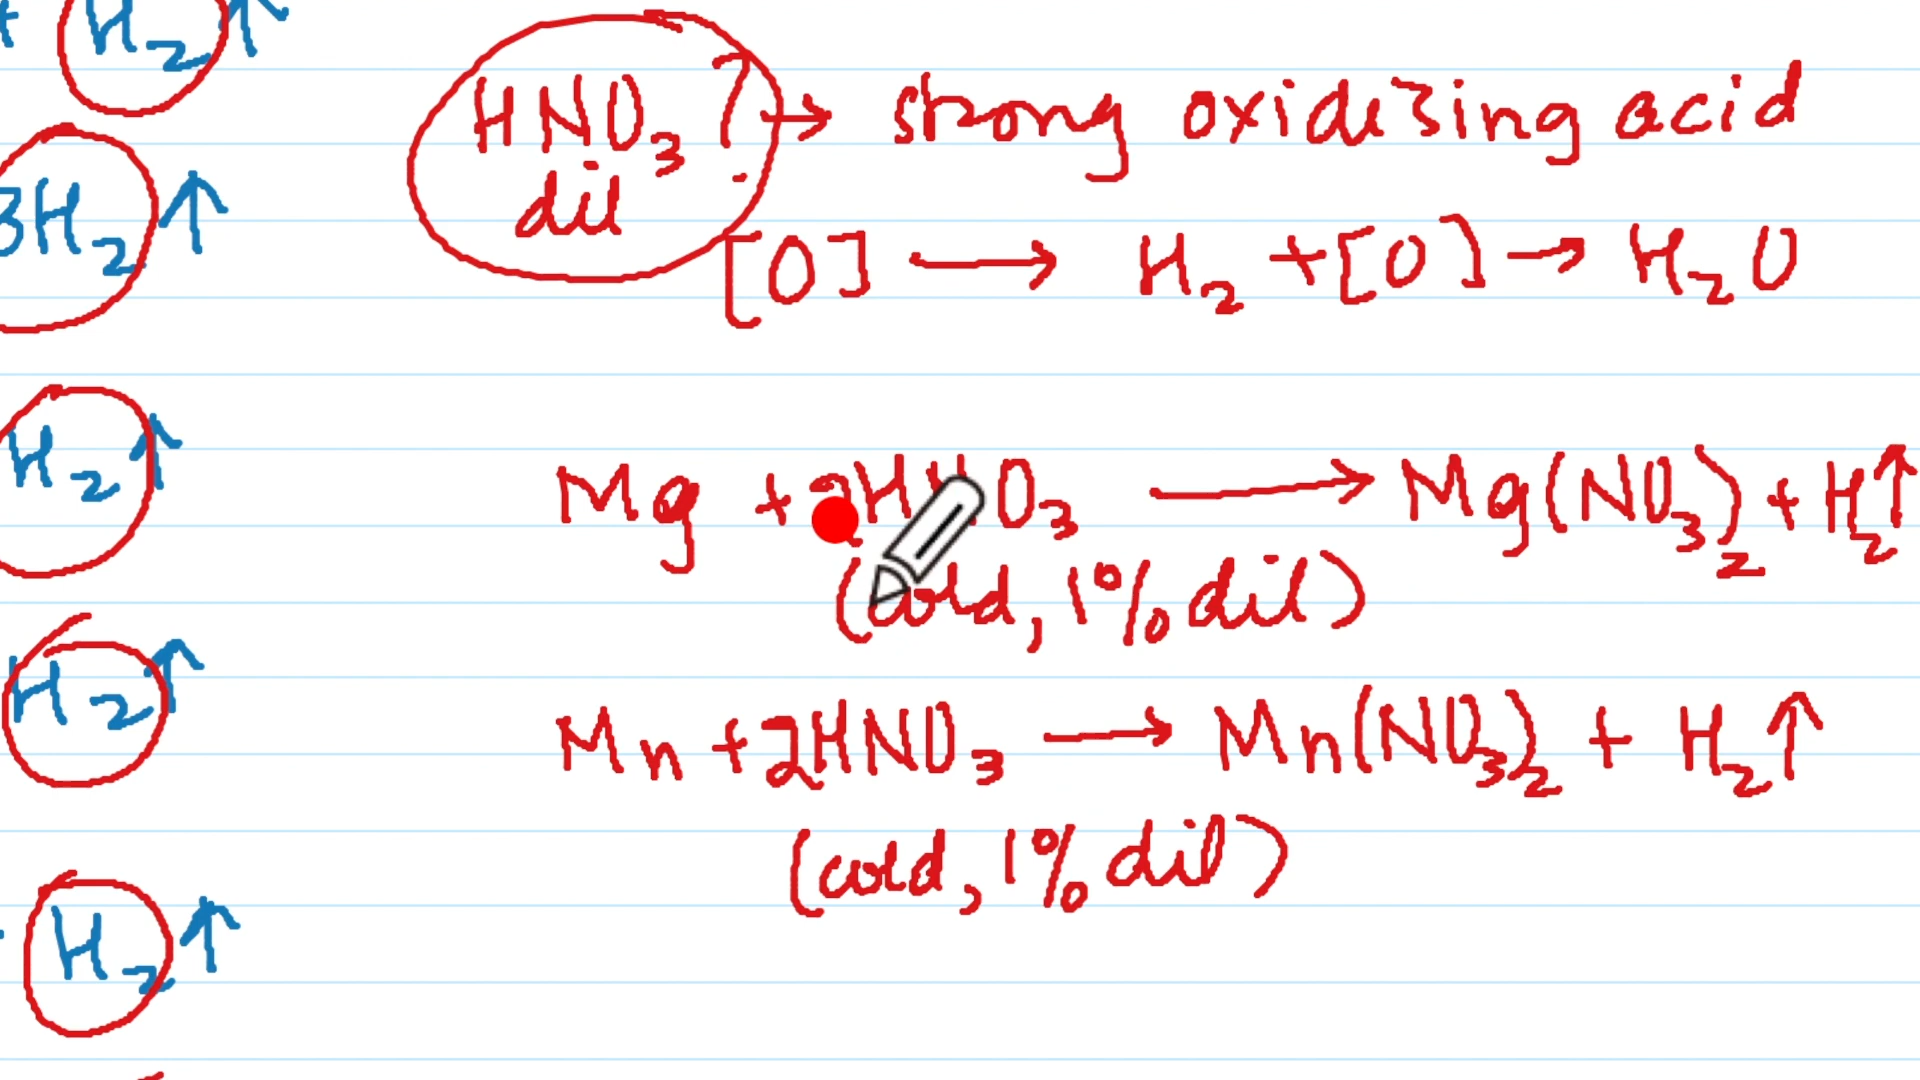 + H₂↑
HNO₃ ? → strong oxidising acid
3H₂↑
dil
[O] → H₂ + [O] → H₂O
H₂↑
Mg + 2HNO₃ → Mg(NO₃)₂ + H₂↑
(cold, 1% dil)
H₂↑
Mn + 2HNO₃ → Mn(NO₃)₂ + H₂↑
(cold, 1% dil)
H₂↑